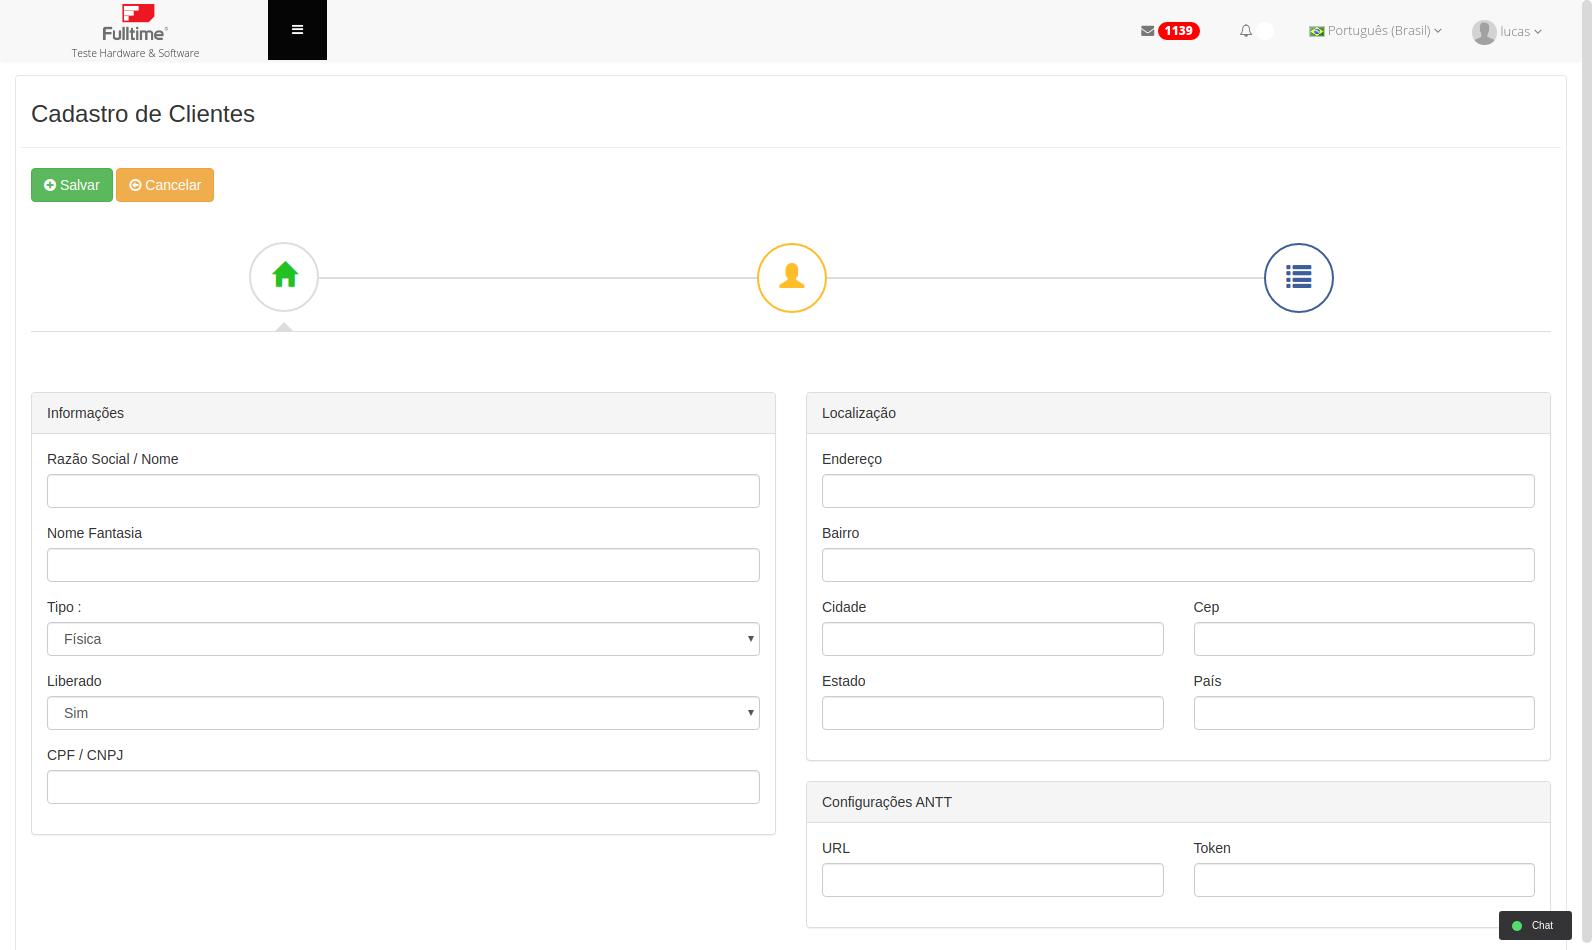 Fulltime®
Teste Hardware & Software
1139
Português (Brasil)
lucas
Cadastro de Clientes
Salvar
Cancelar
Informações
Razão Social / Nome
Nome Fantasia
Tipo :
Física
Liberado
Sim
CPF / CNPJ
Localização
Endereço
Bairro
Cidade Cep
Estado País
Configurações ANTT
URL Token
Chat